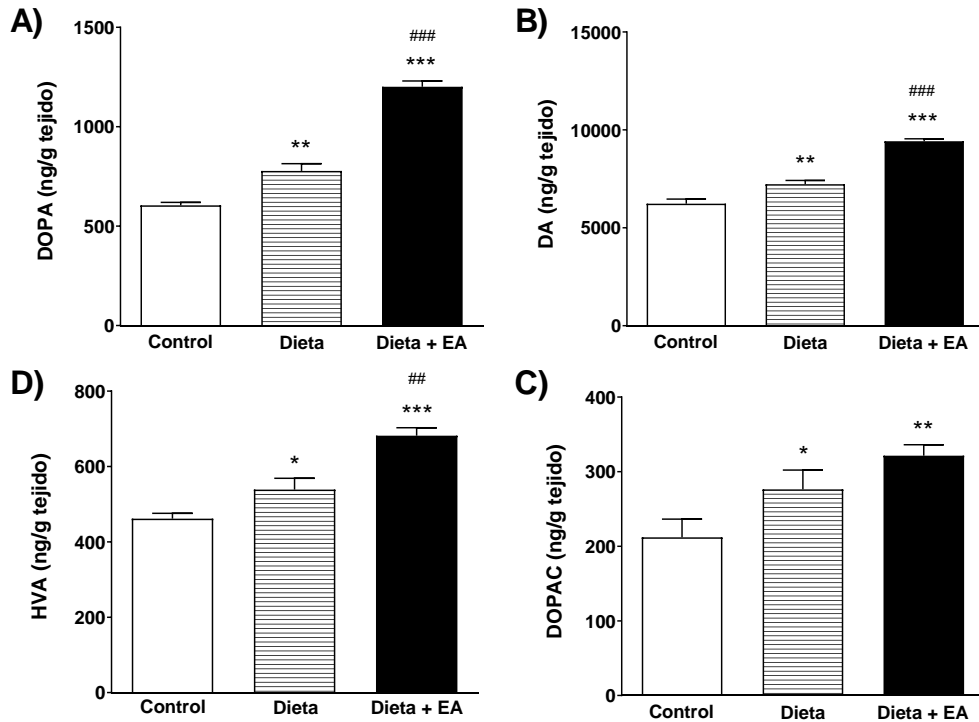 A)
DOPA (ng/g tejido)
1500
1000
500
0
**
###
***
Control Dieta Dieta + EA
B)
DA (ng/g tejido)
15000
10000
5000
0
**
###
***
Control Dieta Dieta + EA
D)
HVA (ng/g tejido)
800
600
400
200
0
*
##
***
Control Dieta Dieta + EA
C)
DOPAC (ng/g tejido)
400
300
200
100
0
*
**
Control Dieta Dieta + EA